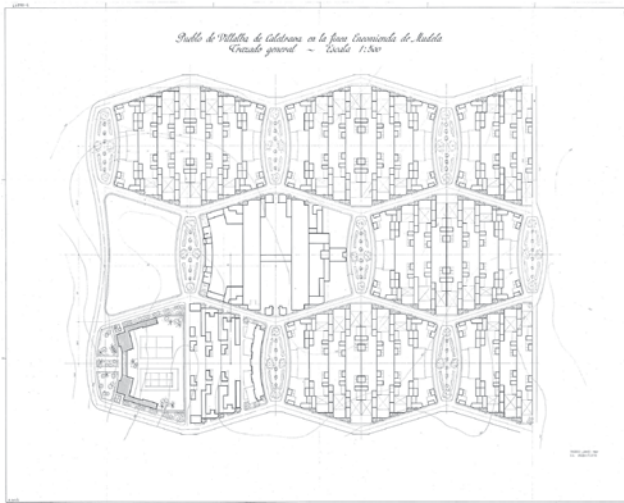 Pueblo de Villalba de Calatrava en la finca Encomienda de Mudela
Trazado general ~ Escala 1:500